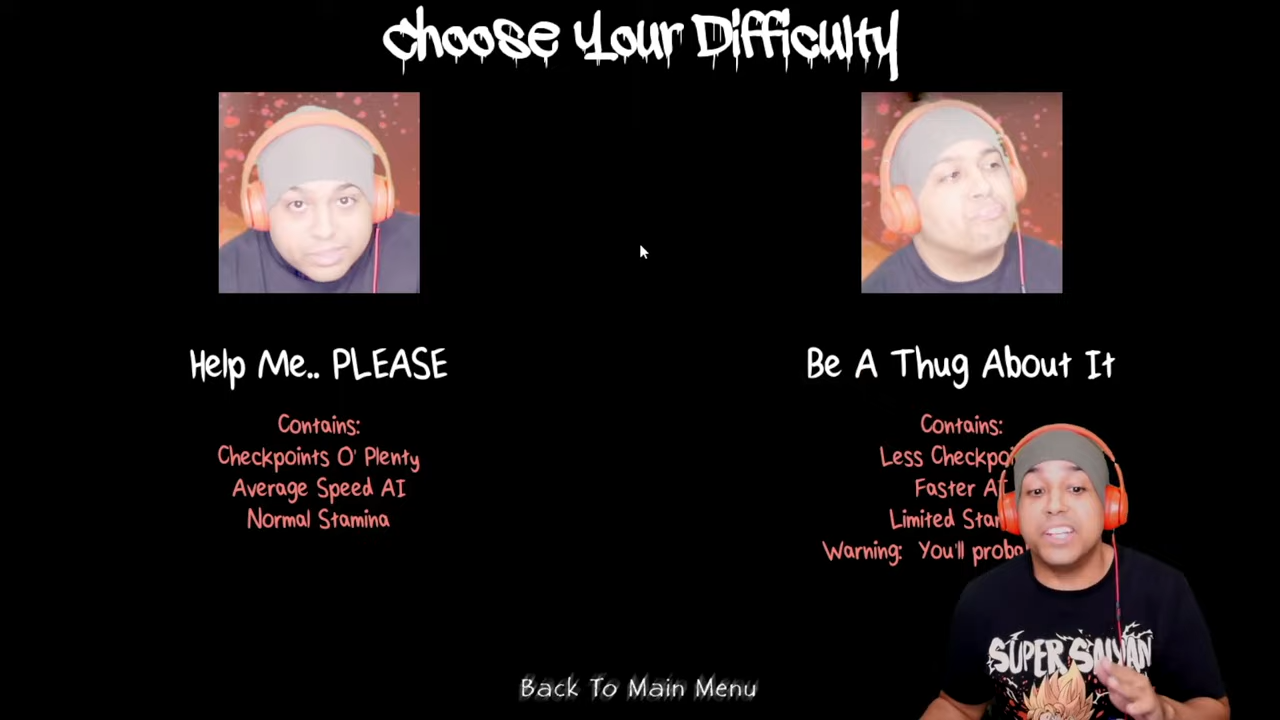 Choose Your Difficulty
Help Me.. PLEASE
Contains:
Checkpoints O' Plenty
Average Speed AI
Normal Stamina
Be A Thug About It
Contains:
Less
Faster
Limited
Warning: You'll
SUPER SAIYAN
Back To Main Menu